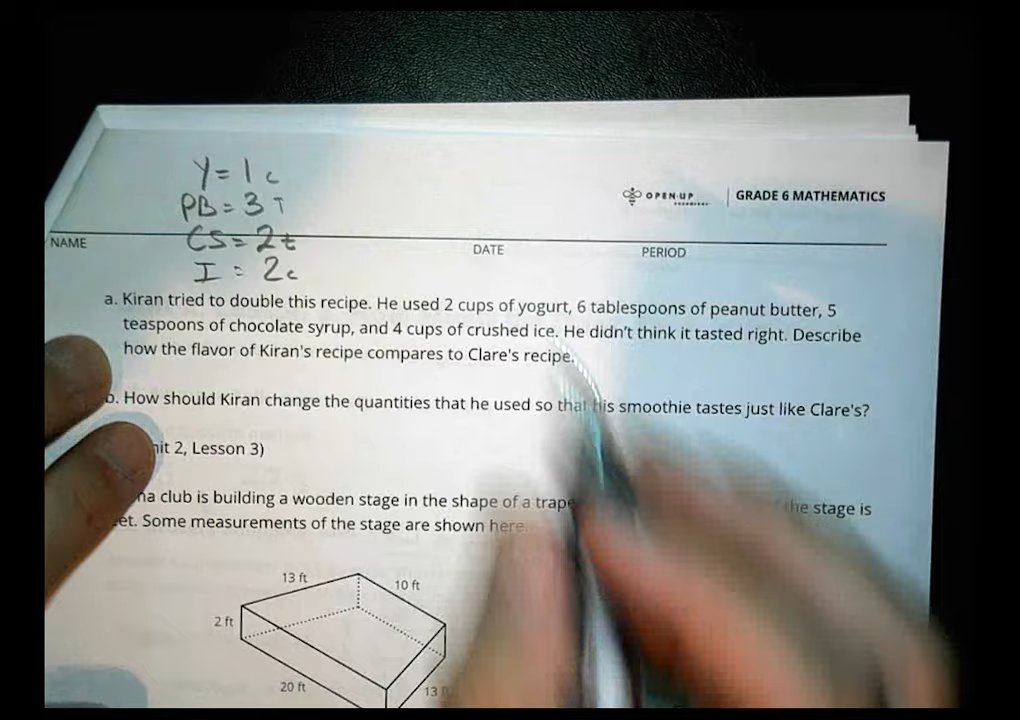 Y = 1 c
PB = 3 T
CS = 2 t
I = 2 c
OPEN-UP
GRADE 6 MATHEMATICS
NAME
DATE
PERIOD
a. Kiran tried to double this recipe. He used 2 cups of yogurt, 6 tablespoons of peanut butter, 5
teaspoons of chocolate syrup, and 4 cups of crushed ice. He didn't think it tasted right. Describe
how the flavor of Kiran's recipe compares to Clare's recipe.
b. How should Kiran change the quantities that he used so that his smoothie tastes just like Clare's?
2, Lesson 3)
club is building a wooden stage in the shape of a the stage is
Some measurements of the stage are shown here.
13 ft
10 ft
2 ft
20 ft
13